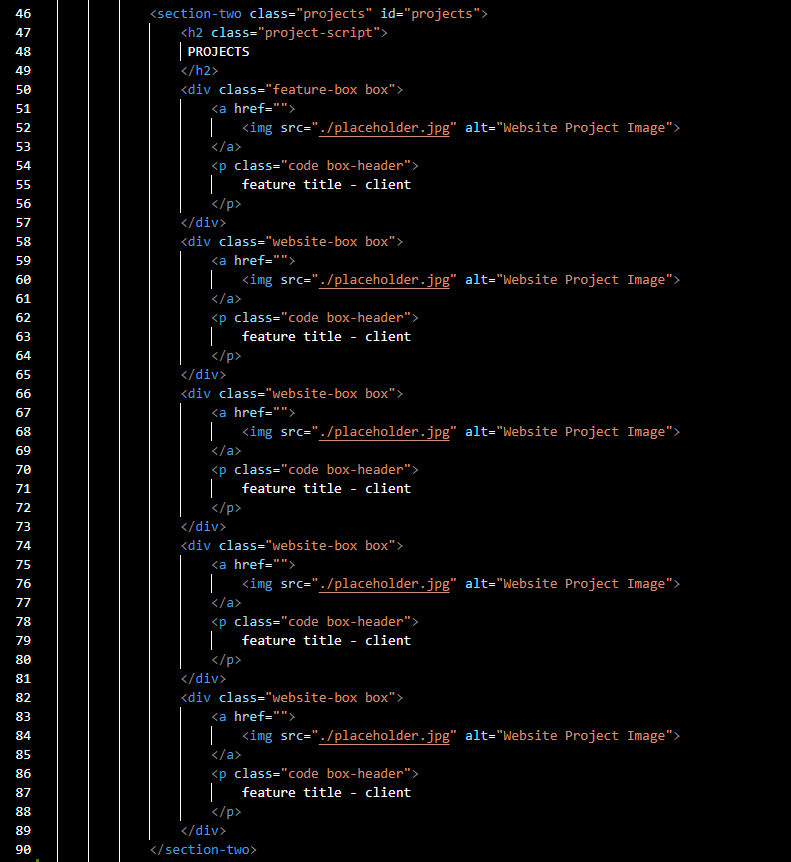 46 <section-two class="projects" id="projects">
47 <h2 class="project-script">
48 PROJECTS
49 </h2>
50 <div class="feature-box box">
51 <a href="">
52 <img src="./placeholder.jpg" alt="Website Project Image">
53 </a>
54 <p class="code box-header">
55 feature title - client
56 </p>
57 </div>
58 <div class="website-box box">
59 <a href="">
60 <img src="./placeholder.jpg" alt="Website Project Image">
61 </a>
62 <p class="code box-header">
63 feature title - client
64 </p>
65 </div>
66 <div class="website-box box">
67 <a href="">
68 <img src="./placeholder.jpg" alt="Website Project Image">
69 </a>
70 <p class="code box-header">
71 feature title - client
72 </p>
73 </div>
74 <div class="website-box box">
75 <a href="">
76 <img src="./placeholder.jpg" alt="Website Project Image">
77 </a>
78 <p class="code box-header">
79 feature title - client
80 </p>
81 </div>
82 <div class="website-box box">
83 <a href="">
84 <img src="./placeholder.jpg" alt="Website Project Image">
85 </a>
86 <p class="code box-header">
87 feature title - client
88 </p>
89 </div>
90 </section-two>